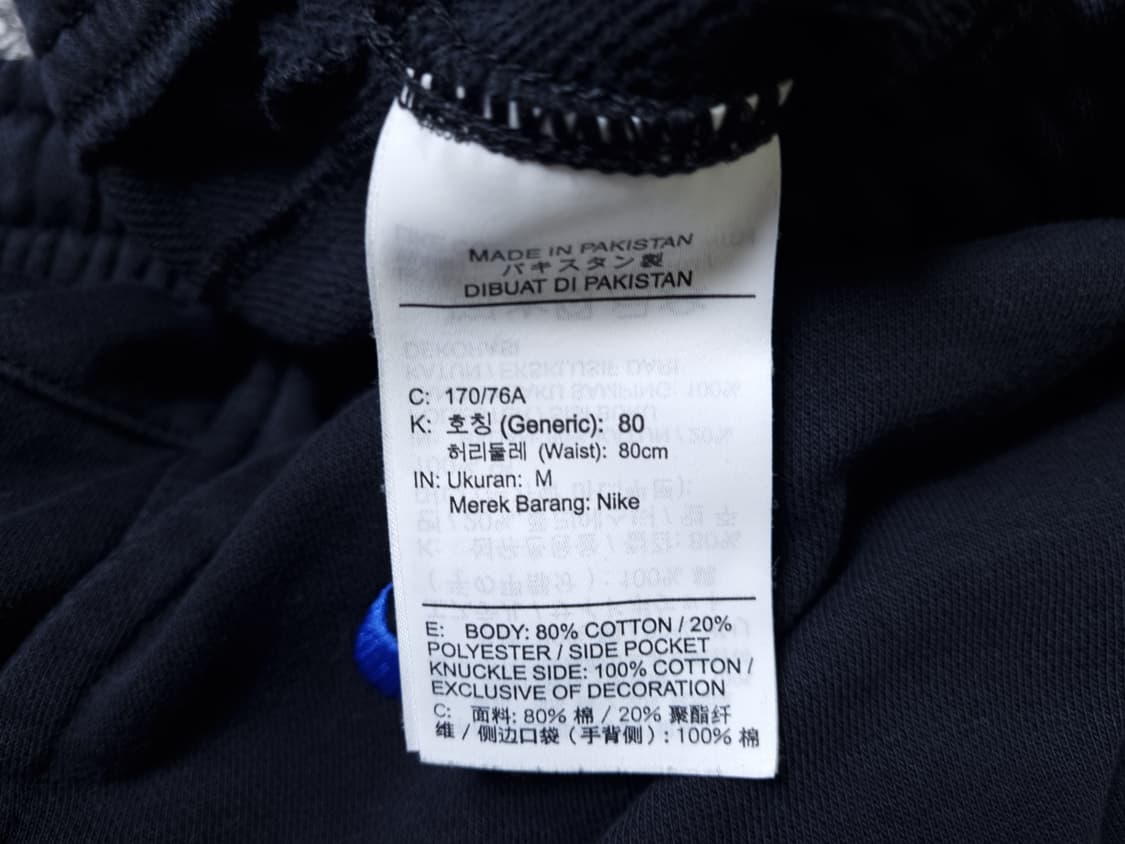 MADE IN PAKISTAN
パキスタン製
DIBUAT DI PAKISTAN
C: 170/76A
K: 호칭 (Generic): 80
허리둘레 (Waist): 80cm
IN: Ukuran: M
Merek Barang: Nike
E: BODY: 80% COTTON / 20%
POLYESTER / SIDE POCKET
KNUCKLE SIDE: 100% COTTON /
EXCLUSIVE OF DECORATION
C: 面料: 80% 棉 / 20% 聚酯纤
维 / 侧边口袋 (手背侧) : 100% 棉